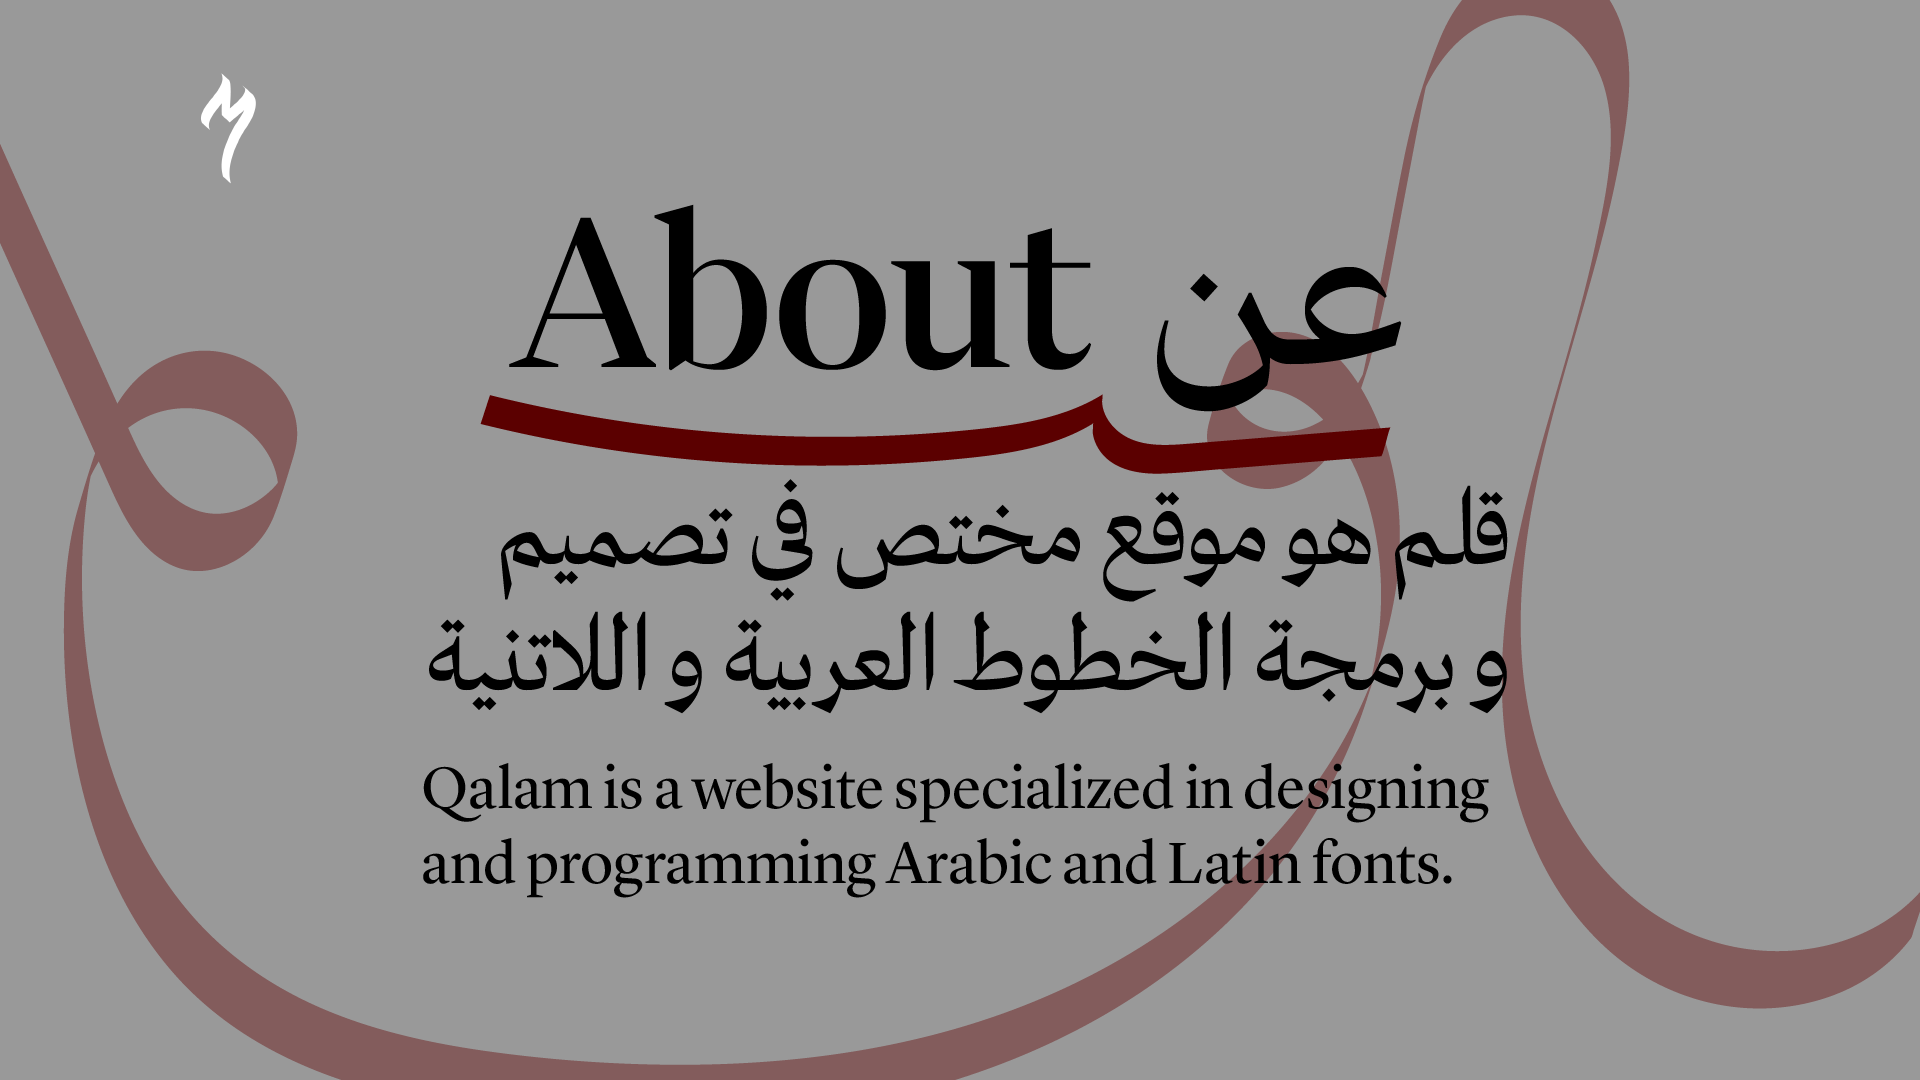 About عن
قلم هو موقع مختص في تصميم
و برمجة الخطوط العربية و اللاتنية
Qalam is a website specialized in designing
and programming Arabic and Latin fonts.